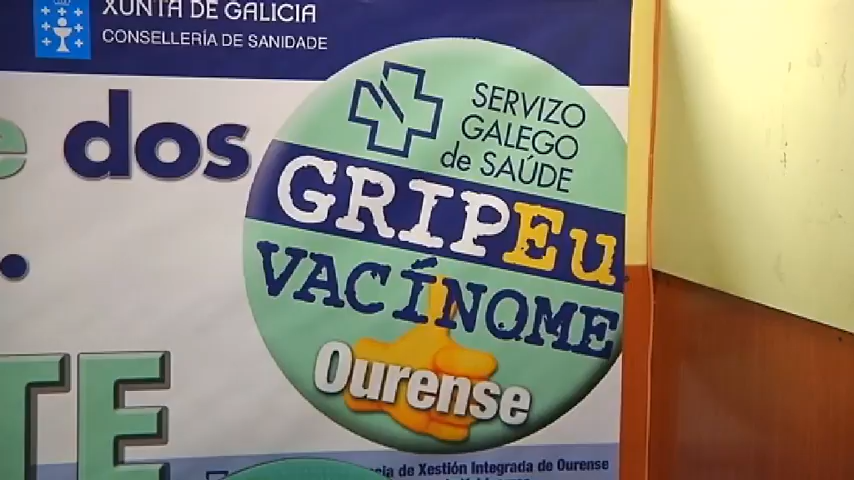 XUNTA DE GALICIA
CONSELLERÍA DE SANIDADE
dos
SERVIZO
GALEGO
de SAÚDE
GRIPEu
VACÍNOME
Ourense
TE
de Xestión Integrada de Ourense